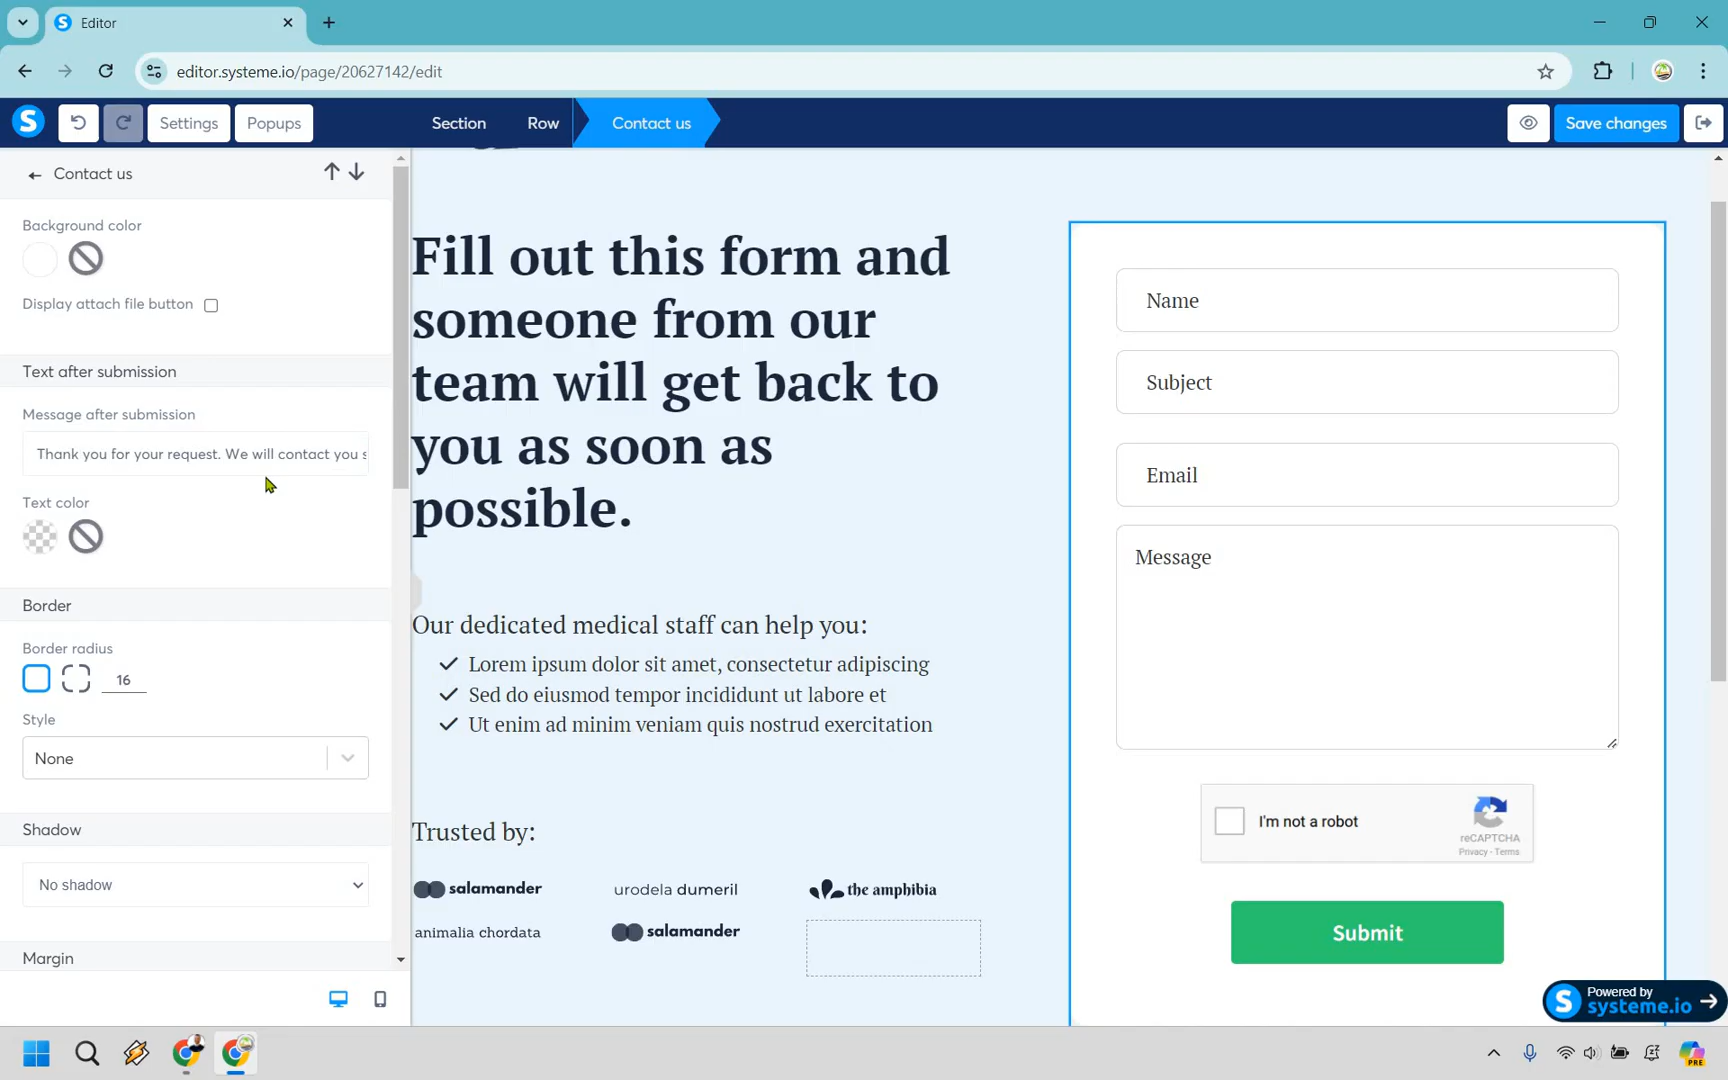 Editor
editor.systeme.io/page/20627142/edit
S
Settings
Popups
Section
Row
Contact us
Save changes
Contact us
Background color
Display attach file button
Text after submission
Message after submission
Thank you for your request. We will contact you s
Text color
Border
Border radius
16
Style
None
Shadow
No shadow
Margin
Fill out this form and
someone from our
team will get back to
you as soon as
possible.
Our dedicated medical staff can help you:
Lorem ipsum dolor sit amet, consectetur adipiscing
Sed do eiusmod tempor incididunt ut labore et
Ut enim ad minim veniam quis nostrud exercitation
Trusted by:
salamander
urodela dumeril
the amphibia
animalia chordata
salamander
Name
Subject
Email
Message
I'm not a robot
reCAPTCHA
Privacy - Terms
Submit
S
Powered by
systeme.io
PRE